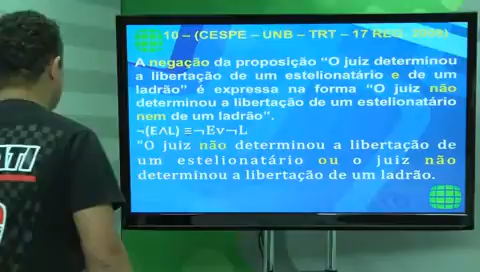 10 – (CESPE – UNB – TRT – 17 REG
A negação da proposição “O juiz determinou
a libertação de um estelionatário e de um
ladrão” é expressa na forma “O juiz não
determinou a libertação de um estelionatário
nem de um ladrão”.
¬(E∧L) ≡¬Ev¬L
“O juiz não determinou a libertação de
um estelionatário ou o juiz não
determinou a libertação de um ladrão.